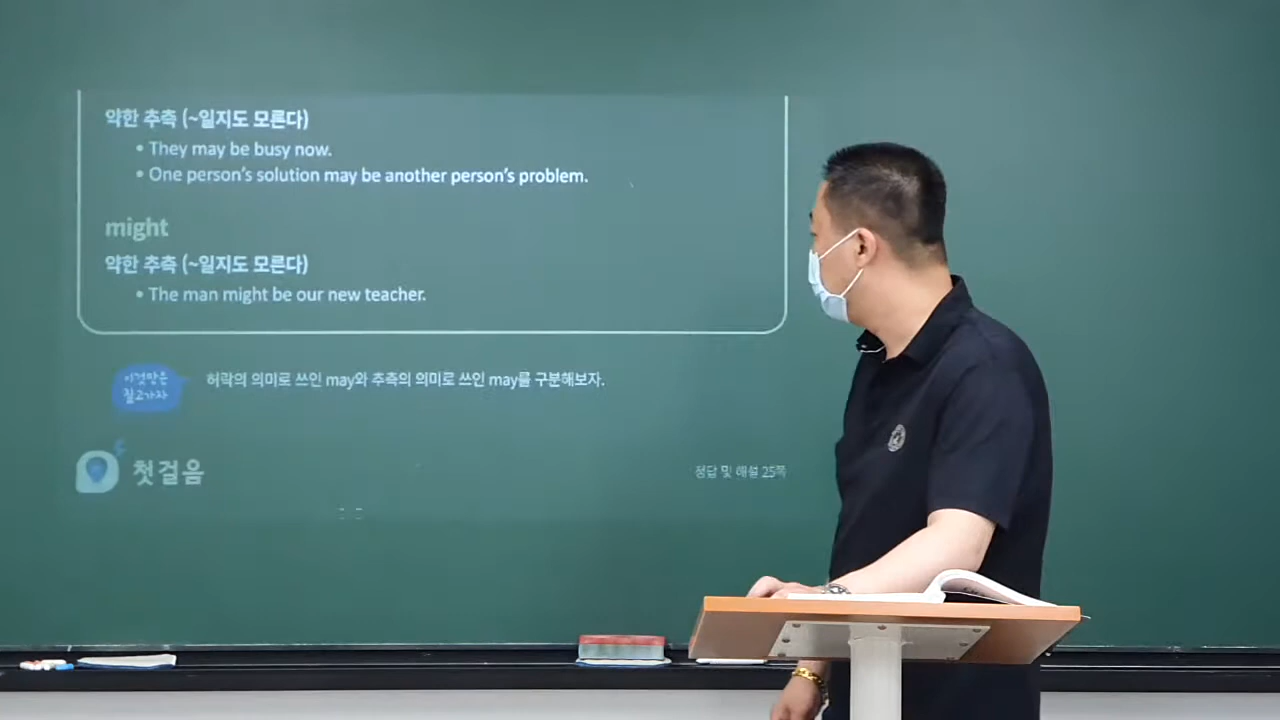 약한 추측 (~일지도 모른다)
• They may be busy now.
• One person's solution may be another person's problem.
might
약한 추측 (~일지도 모른다)
• The man might be our new teacher.
이것만은
짚고가자
허락의 의미로 쓰인 may와 추측의 의미로 쓰인 may를 구분해보자.
첫걸음
정답 및 해설 25쪽